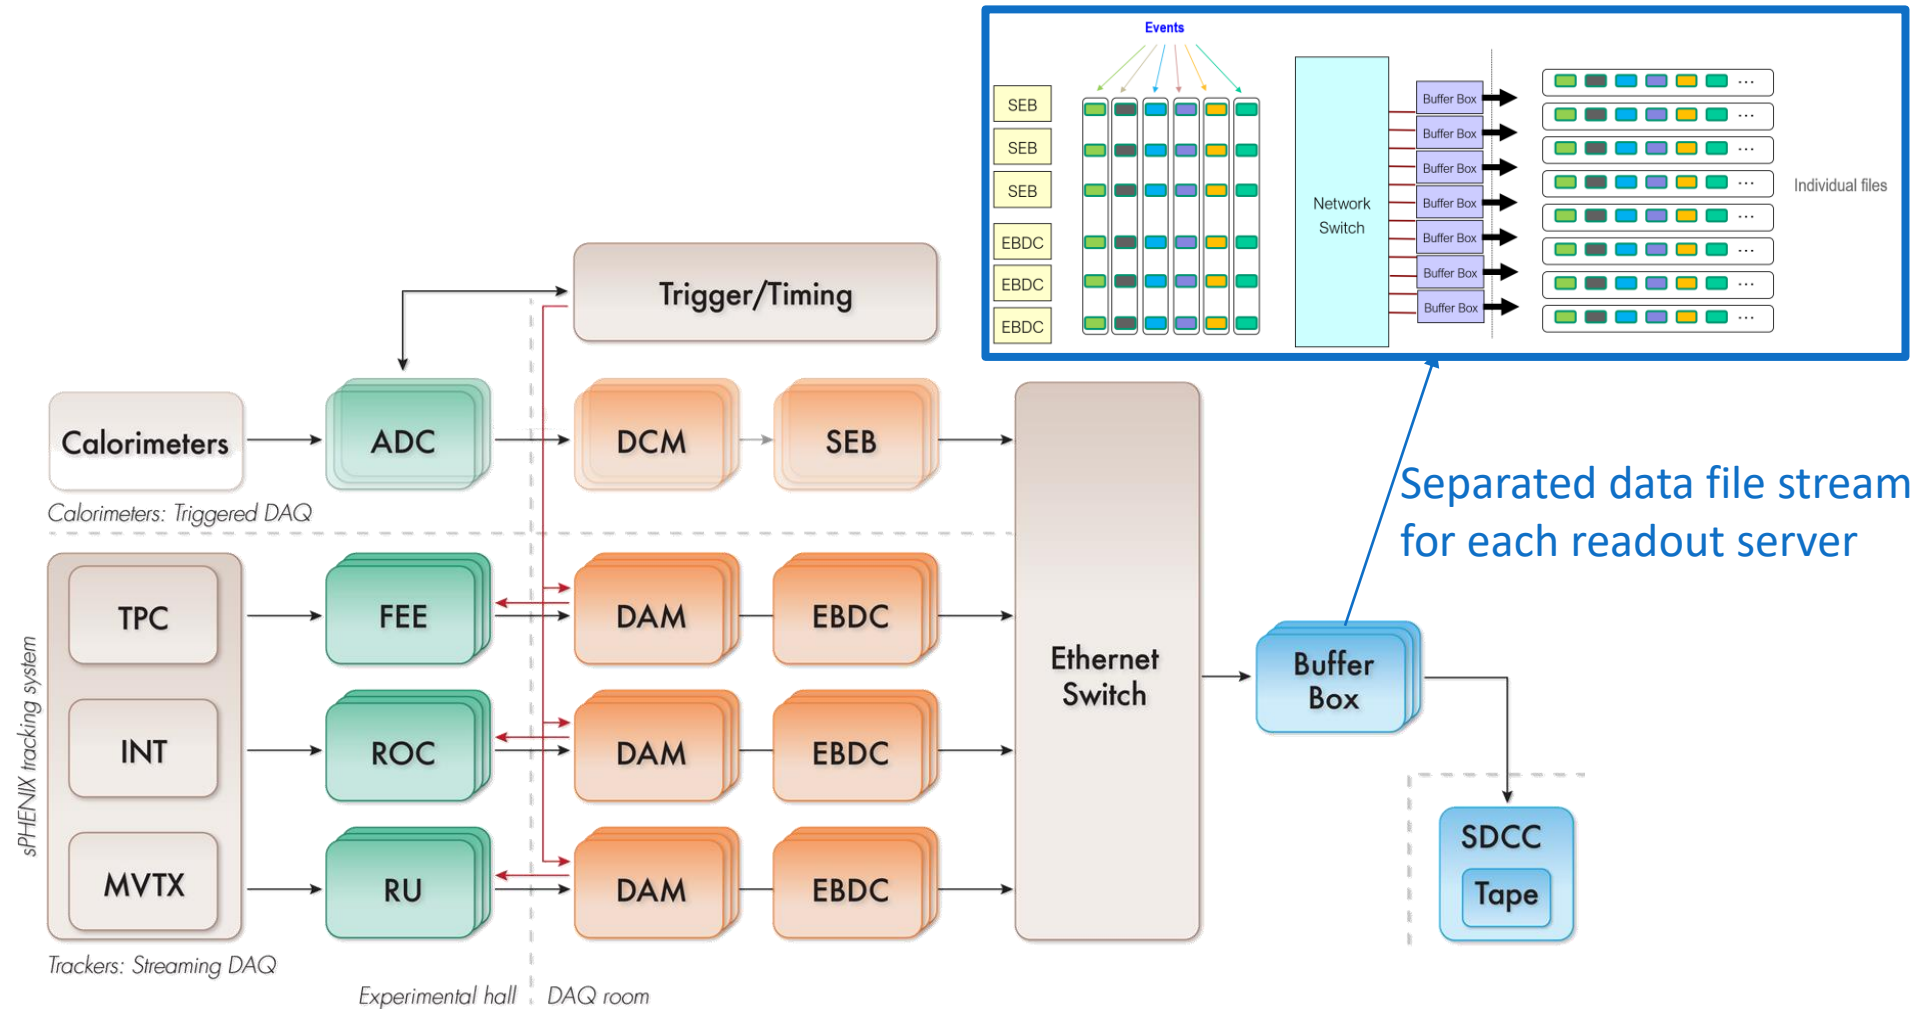 Events
SEB
SEB
SEB
EBDC
EBDC
EBDC
Network
Switch
Buffer Box
Buffer Box
Buffer Box
Buffer Box
Buffer Box
Buffer Box
Buffer Box
...
...
...
...
...
...
...
...
Individual files
Trigger/Timing
Calorimeters
ADC
DCM
SEB
Calorimeters: Triggered DAQ
Separated data file stream
for each readout server
sPHENIX tracking system
TPC
FEE
DAM
EBDC
INT
ROC
DAM
EBDC
MVTX
RU
DAM
EBDC
Ethernet
Switch
Buffer
Box
SDCC
Tape
Trackers: Streaming DAQ
Experimental hall
DAQ room